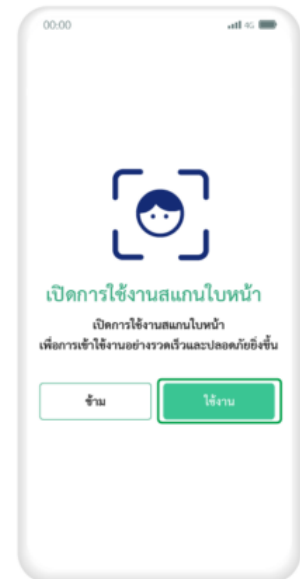 00:00 4G
เปิดการใช้งานสแกนใบหน้า
เปิดการใช้งานสแกนใบหน้า
เพื่อการเข้าใช้งานอย่างรวดเร็วและปลอดภัยยิ่งขึ้น
ข้าม ใช้งาน